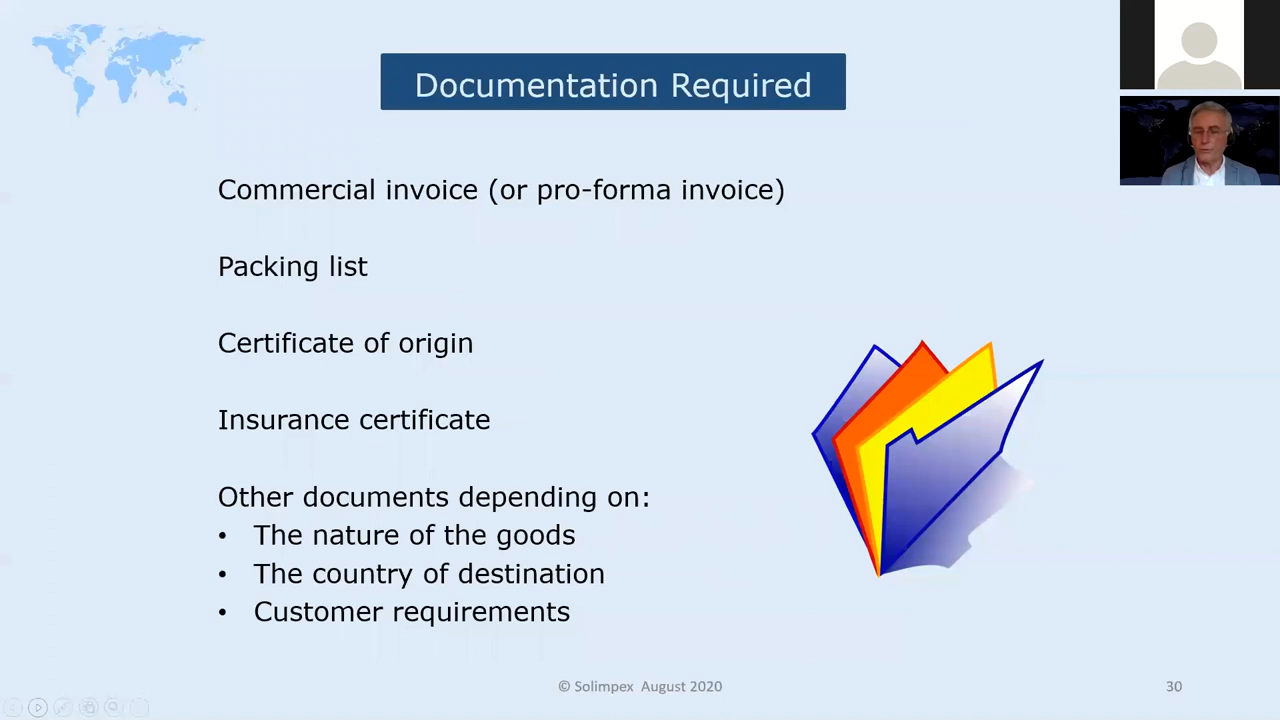 Documentation Required
Commercial invoice (or pro-forma invoice)
Packing list
Certificate of origin
Insurance certificate
Other documents depending on:
• The nature of the goods
• The country of destination
• Customer requirements
© Solimpex August 2020
30